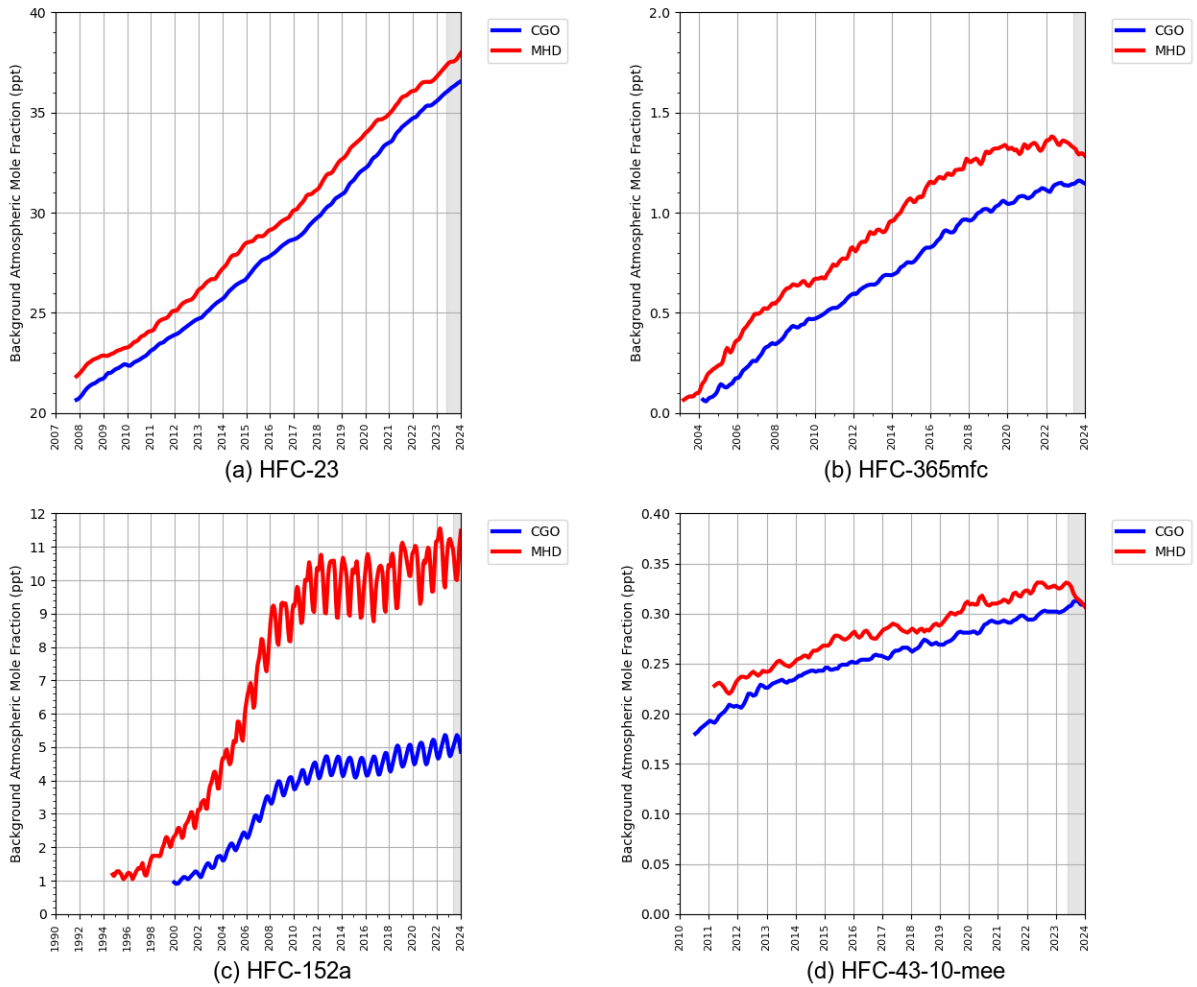 Background Atmospheric Mole Fraction (ppt)
40
35
30
25
20
2007 2008 2009 2010 2011 2012 2013 2014 2015 2016 2017 2018 2019 2020 2021 2022 2023 2024
CGO
MHD
(a) HFC-23
Background Atmospheric Mole Fraction (ppt)
2.0
1.5
1.0
0.5
0.0
2004 2006 2008 2010 2012 2014 2016 2018 2020 2022 2024
CGO
MHD
(b) HFC-365mfc
Background Atmospheric Mole Fraction (ppt)
12
11
10
9
8
7
6
5
4
3
2
1
0
1990 1992 1994 1996 1998 2000 2002 2004 2006 2008 2010 2012 2014 2016 2018 2020 2022 2024
CGO
MHD
(c) HFC-152a
Background Atmospheric Mole Fraction (ppt)
0.40
0.35
0.30
0.25
0.20
0.15
0.10
0.05
0.00
2010 2011 2012 2013 2014 2015 2016 2017 2018 2019 2020 2021 2022 2023 2024
CGO
MHD
(d) HFC-43-10-mee